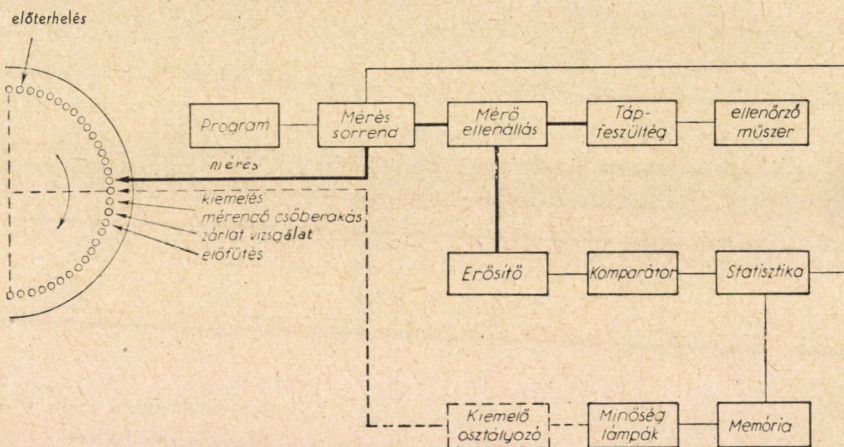 előterhelés
Program
Mérés
sorrend
Mérő
ellenállás
Táp-
feszültég
ellenőrző
műszer
mérés
kiemelés
mérendő csőberakás
zárlat vizsgálat
előfűtés
Erősítő
Komparátor
Statisztika
Kiemelő
osztályozó
Minőség
lámpák
Memória